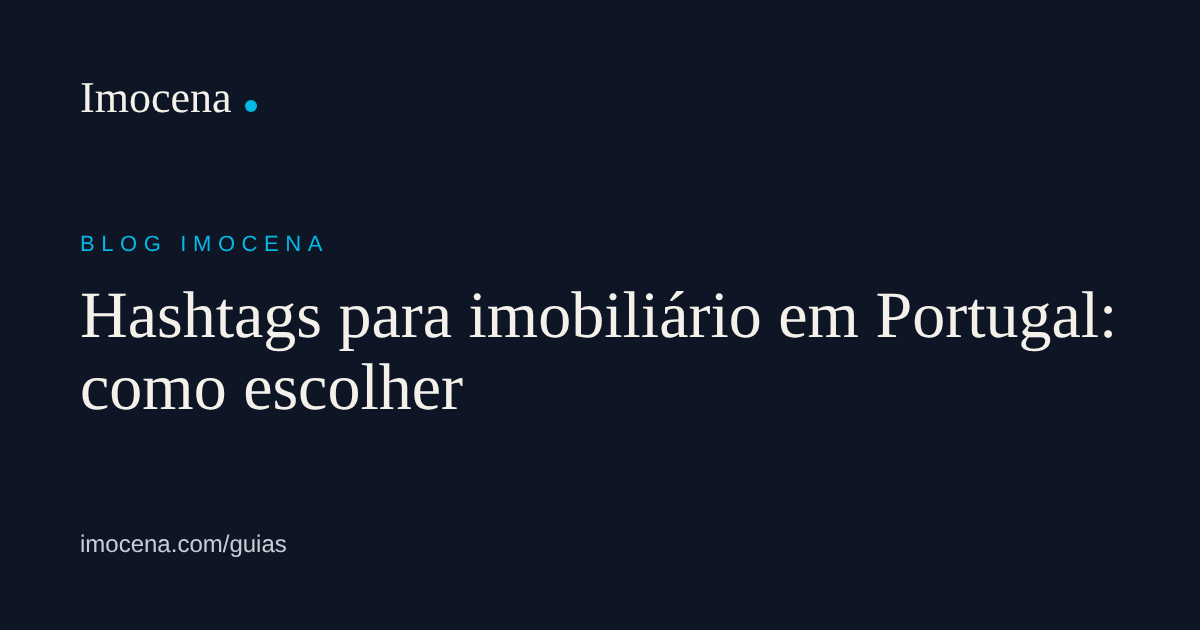 Imocena
BLOG IMOCENA
Hashtags para imobiliário em Portugal:
como escolher
imocena.com/guias